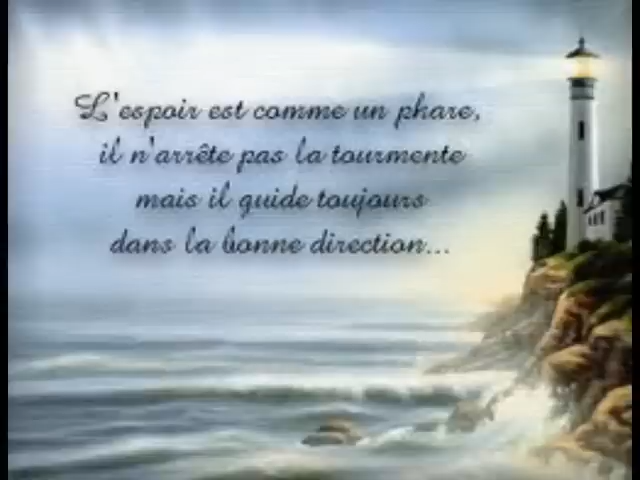 L'espoir est comme un phare,
il n'arrête pas la tourmente
mais il guide toujours
dans la bonne direction...